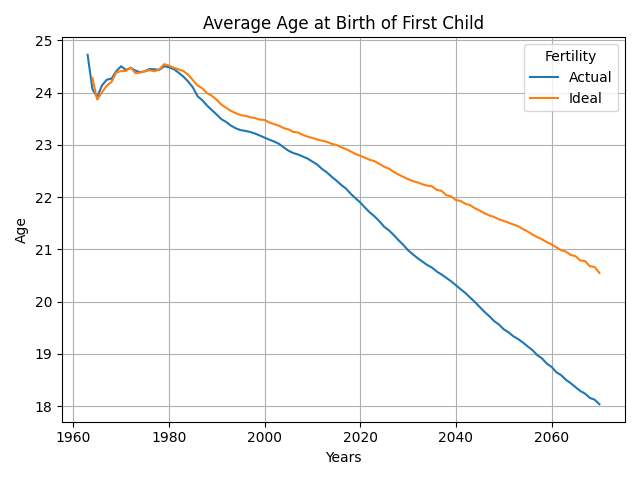 Average Age at Birth of First Child
Fertility
Actual
Ideal
Age
25
24
23
22
21
20
19
18
1960 1980 2000 2020 2040 2060
Years